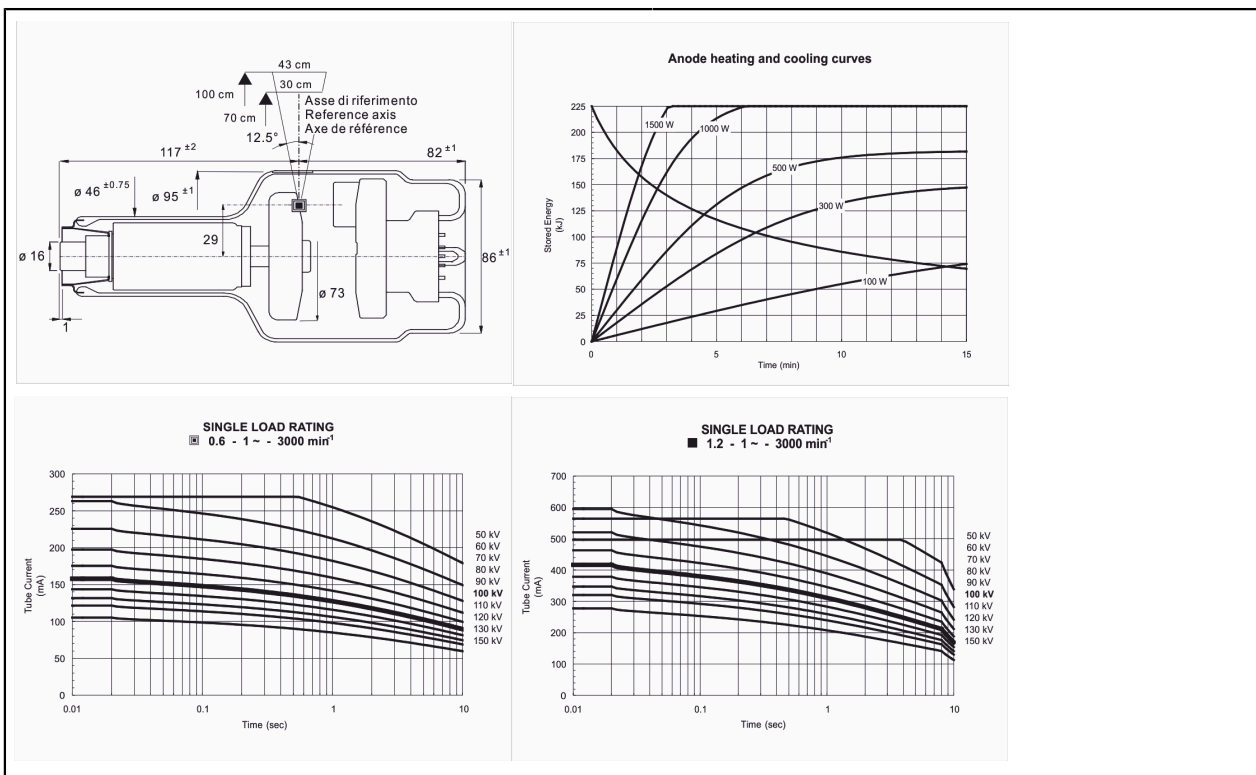 43 cm
100 cm
30 cm
70 cm
Asse di riferimento
Reference axis
Axe de référence
12.5°
117 ±2
82 ±1
ø 46 ±0.75
ø 95 ±1
29
ø 16
86 ±1
ø 73
1
Anode heating and cooling curves
225
200
175
150
125
100
75
50
25
0
Stored Energy
(kJ)
1500 W
1000 W
500 W
300 W
100 W
0
5
10
15
Time (min)
SINGLE LOAD RATING
0.6 - 1 ~ - 3000 min-1
300
250
200
150
100
50
0
Tube Current
(mA)
50 kV
60 kV
70 kV
80 kV
90 kV
100 kV
110 kV
120 kV
130 kV
150 kV
0.01
0.1
1
10
Time (sec)
SINGLE LOAD RATING
1.2 - 1 ~ - 3000 min-1
700
600
500
400
300
200
100
0
Tube Current
(mA)
50 kV
60 kV
70 kV
80 kV
90 kV
100 kV
110 kV
120 kV
130 kV
150 kV
0.01
0.1
1
10
Time (sec)